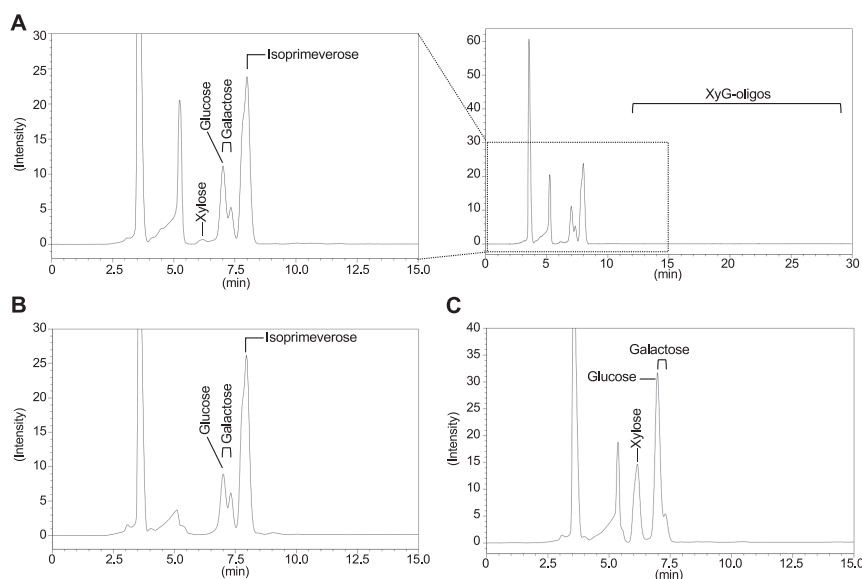 A
30
25
20
15
10
5
0
(Intensity)
2.5
5.0
7.5
10.0
12.5
15.0
(min)
Xylose
Glucose
Galactose
Isoprimeverose
60
50
40
30
20
10
0
(Intensity)
0
5
10
15
20
25
30
(min)
XyG-oligos
B
30
25
20
15
10
5
0
(Intensity)
2.5
5.0
7.5
10.0
12.5
15.0
(min)
Glucose
Galactose
Isoprimeverose
C
40
35
30
25
20
15
10
5
0
(Intensity)
2.5
5.0
7.5
10.0
12.5
15.0
(min)
Xylose
Glucose
Galactose